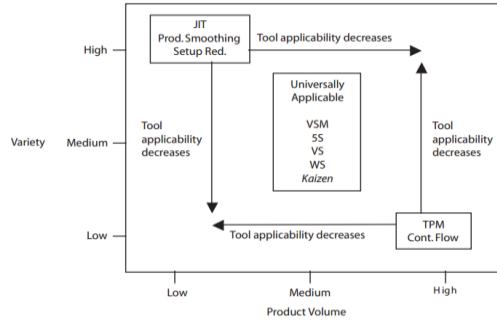 JIT
Prod. Smoothing
Setup Red.
High
Tool applicability decreases
Universally
Applicable
VSM
5S
VS
WS
Kaizen
Tool
applicability
decreases
Tool
applicability
decreases
Variety
Medium
TPM
Cont. Flow
Low
Tool applicability decreases
Low
Medium
High
Product Volume